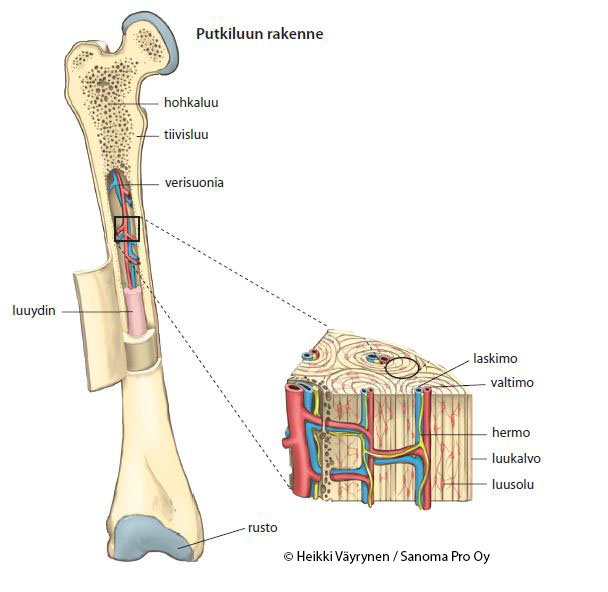 Putkiluun rakenne
hohkaluu
tiivisluu
verisuonia
luuydin
laskimo
valtimo
hermo
luukalvo
luusolu
rusto
© Heikki Väyrynen / Sanoma Pro Oy